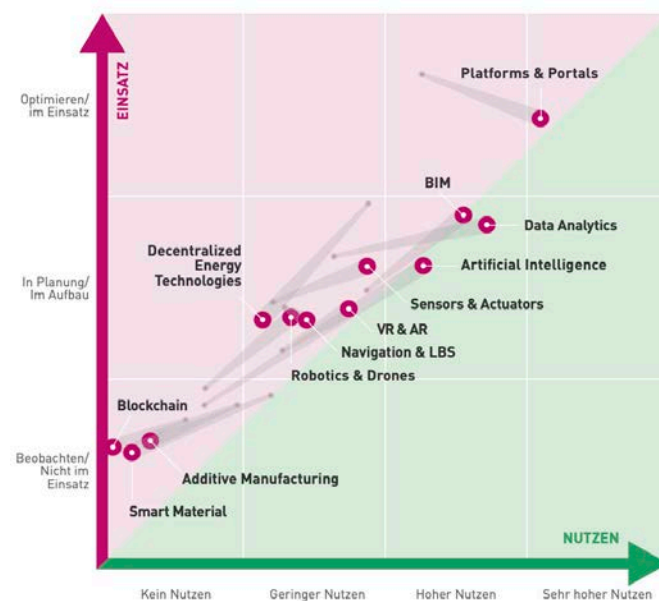 EINSATZ
Optimieren/
im Einsatz
Platforms & Portals
BIM
Data Analytics
Decentralized
Energy
Technologies
Artificial Intelligence
In Planung/
Im Aufbau
Sensors & Actuators
VR & AR
Navigation & LBS
Robotics & Drones
Blockchain
Beobachten/
Nicht im
Einsatz
Additive Manufacturing
Smart Material
NUTZEN
Kein Nutzen
Geringer Nutzen
Hoher Nutzen
Sehr hoher Nutzen